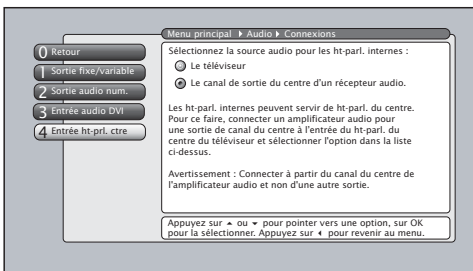 Menu principal ▸ Audio ▸ Connexions
0 Retour
1 Sortie fixe/variable
2 Sortie audio num.
3 Entrée audio DVI
4 Entrée ht-prl. ctre
Sélectionnez la source audio pour les ht-parl. internes :
Le téléviseur
Le canal de sortie du centre d'un récepteur audio.
Les ht-parl. internes peuvent servir de ht-parl. du centre.
Pour ce faire, connecter un amplificateur audio pour
une sortie de canal du centre à l'entrée du ht-parl. du
centre du téléviseur et sélectionner l'option dans la liste
ci-dessus.
Avertissement : Connecter à partir du canal du centre de
l'amplificateur audio et non d'une autre sortie.
Appuyez sur ▴ ou ▾ pour pointer vers une option, sur OK
pour la sélectionner. Appuyez sur ◂ pour revenir au menu.